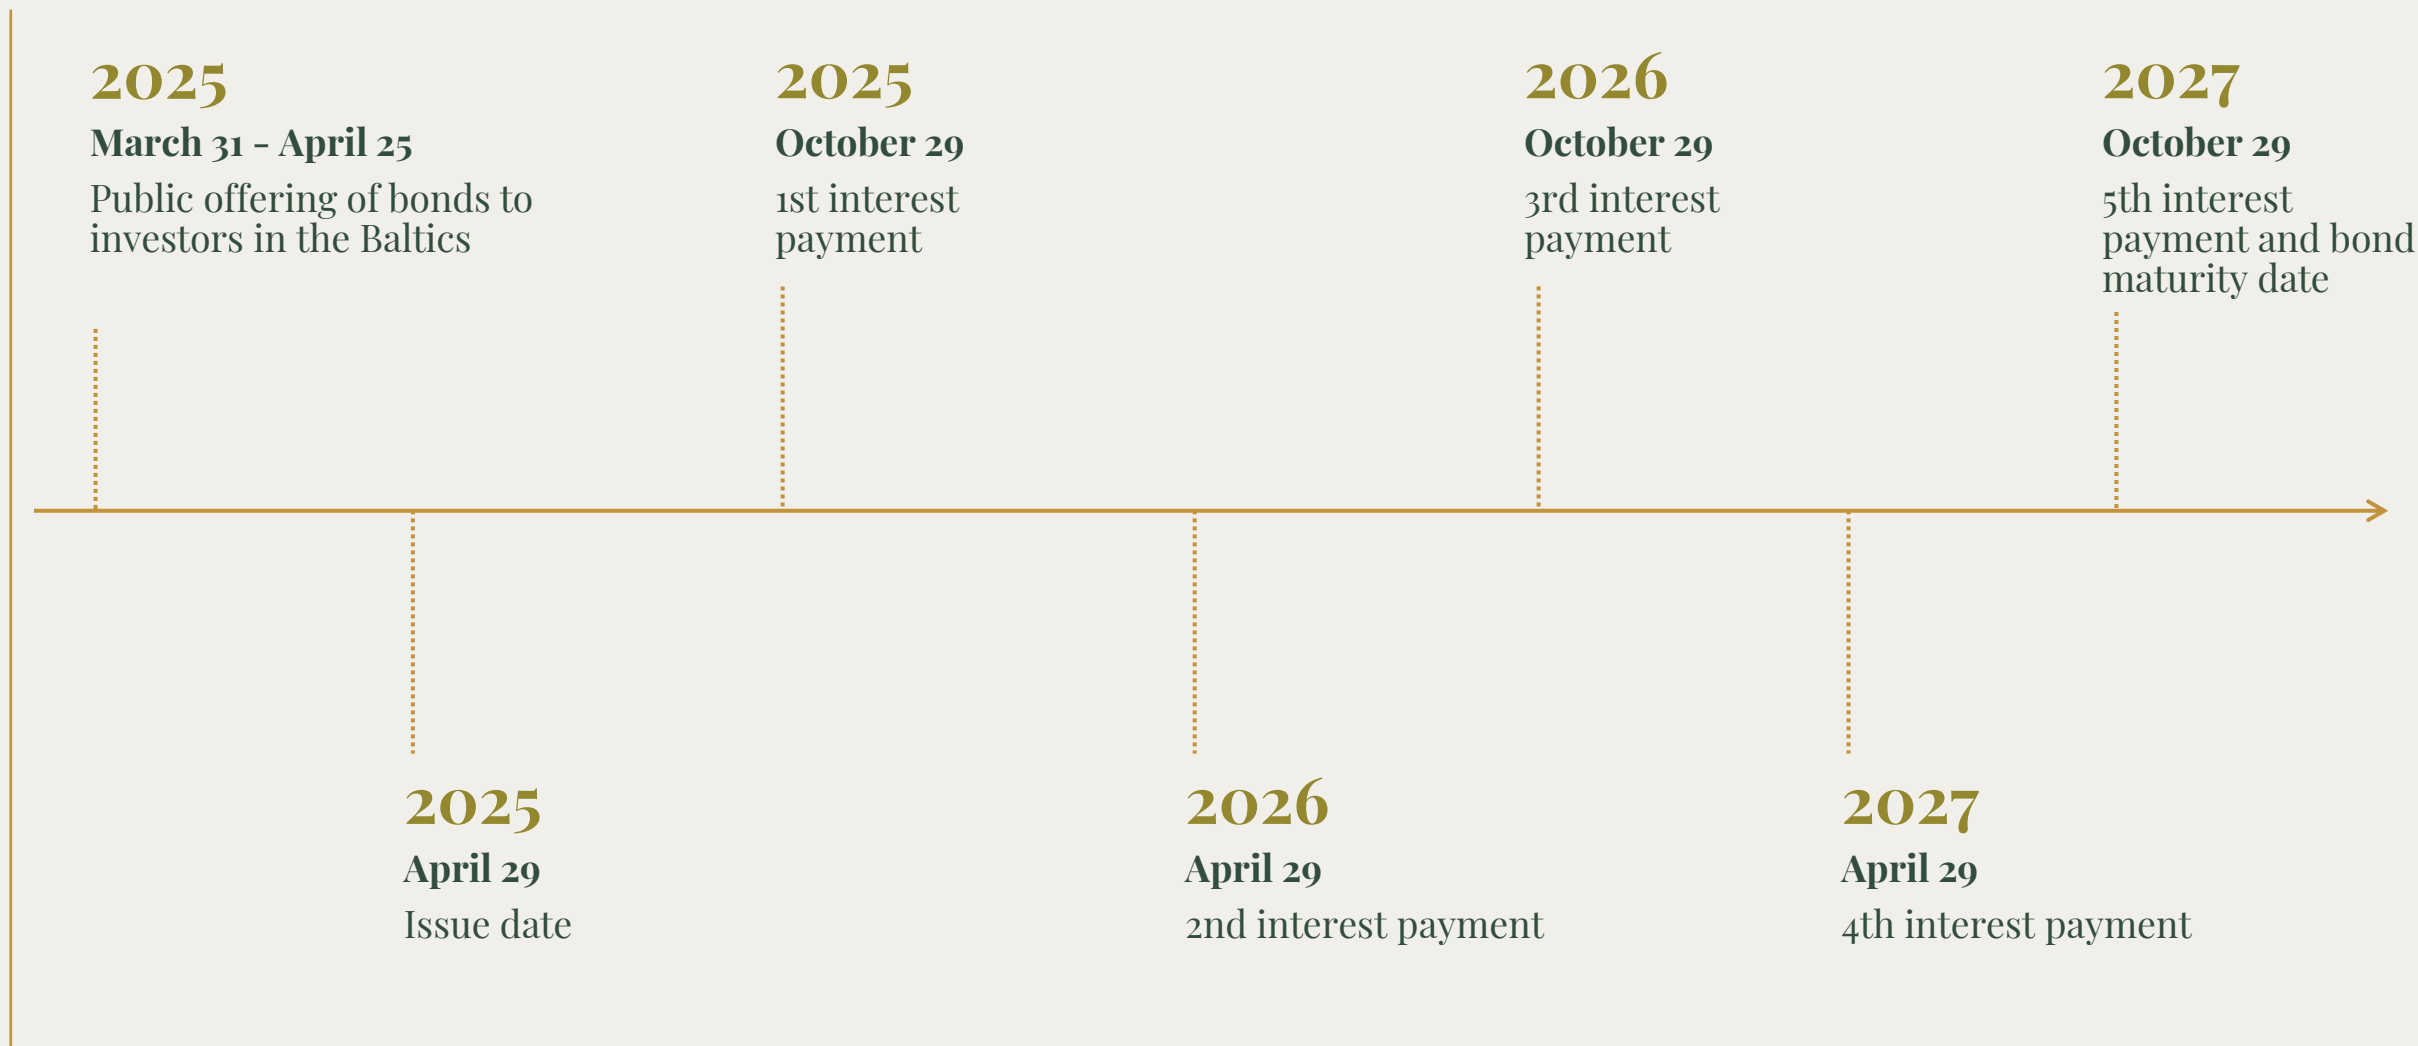 2025
March 31 - April 25
Public offering of bonds to
investors in the Baltics
2025
October 29
1st interest
payment
2026
October 29
3rd interest
payment
2027
October 29
5th interest
payment and bond
maturity date
2025
April 29
Issue date
2026
April 29
2nd interest payment
2027
April 29
4th interest payment